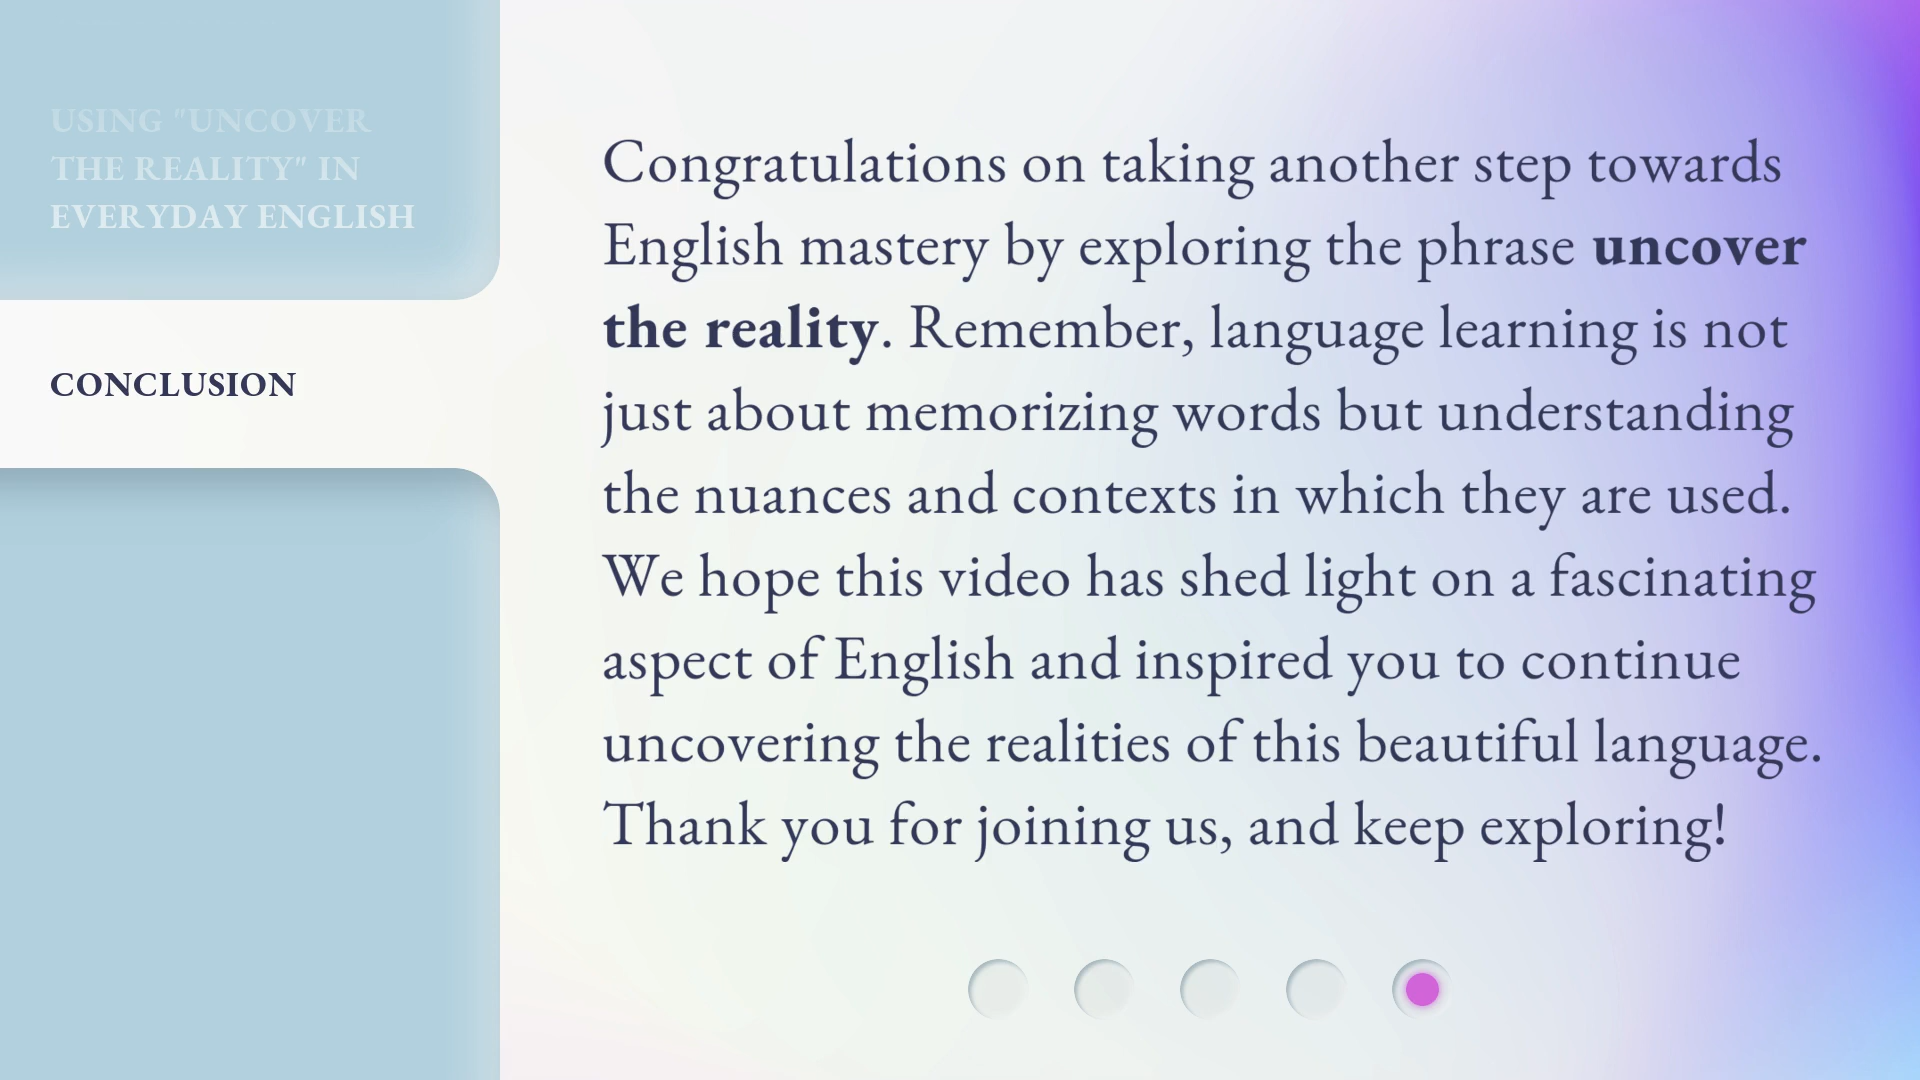 USING "UNCOVER
THE REALITY" IN
EVERYDAY ENGLISH
CONCLUSION
Congratulations on taking another step towards
English mastery by exploring the phrase uncover
the reality. Remember, language learning is not
just about memorizing words but understanding
the nuances and contexts in which they are used.
We hope this video has shed light on a fascinating
aspect of English and inspired you to continue
uncovering the realities of this beautiful language.
Thank you for joining us, and keep exploring!